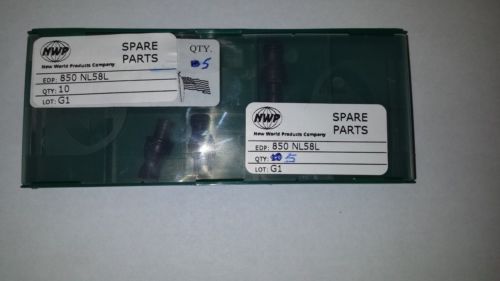 NWP
SPARE
PARTS
New World Products Company
EDP: 850 NL58L
QTY: 10
LOT: G1
QTY.
5
NWP
SPARE
PARTS
New World Products Company
EDP: 850 NL58L
QTY: 5
LOT: G1